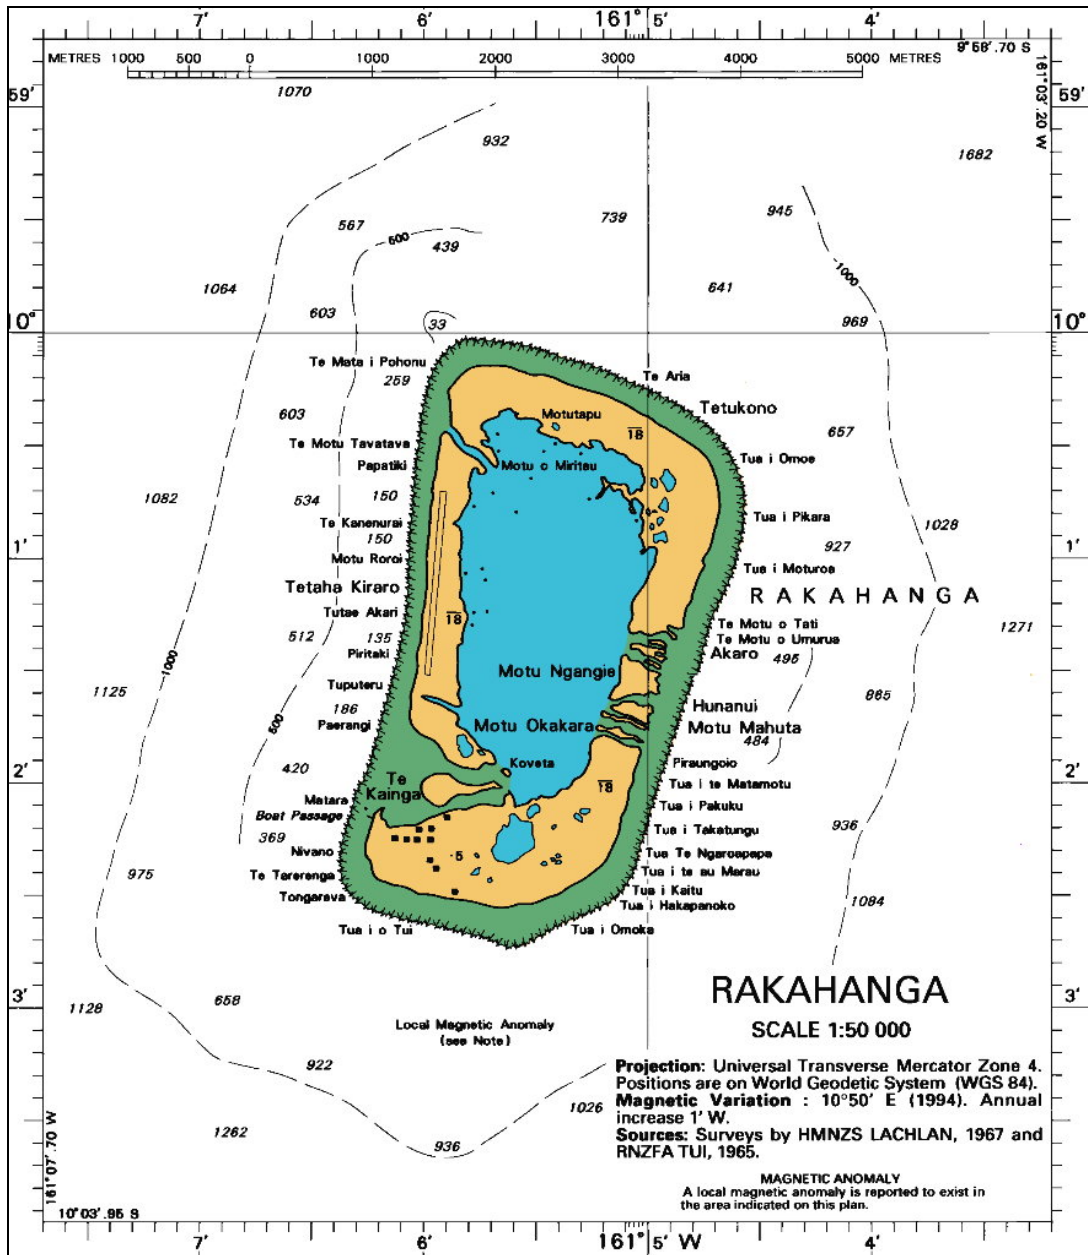 7' 6' 161° 5' 4'
METRES 1000 500 0 1000 2000 3000 4000 5000 METRES
9°58'.70 S
161°03'.20 W
59' 59'
1070
932
1682
567
739
945
500
439
1000
1064
641
603
33
969
10° 10°
Te Mata i Pohonu
259
Te Aria
Tetukono
603
Motutapu
18
657
Te Motu Tavatava
Papatiki
Motu o Miritau
Tua i Omoe
1082
534
150
Te Kanenurai
150
Tua i Pikara
1028
1' 1'
927
Motu Roroi
Tua i Moturoa
Tetaha Kiraro
RAKAHANGA
Tutae Akari
18
Te Motu o Tati
Te Motu o Umurua
1271
512
135
Piritaki
Akaro
496
1000
Motu Ngangie
Tuputeru
1125
186
Hunanui
865
Paerangi
500
Motu Okakara
Motu Mahuta
484
Koveta
Piraungoio
420
Te
Kainga
18
2' 2'
Tua i te Matamotu
Matara
Tua i Pakuku
Boat Passage
369
Tua i Takatungu
936
Nivano
5
Tua Te Ngaroapapa
975
Te Tarerenga
Tua i te au Marau
Tongareva
Tua i Kaitu
Tua i Hakapanoko
1084
Tua i o Tui
Tua i Omoka
3' 3'
RAKAHANGA
SCALE 1:50 000
1128
658
Local Magnetic Anomaly
(see Note)
922
1026
1262
936
Projection: Universal Transverse Mercator Zone 4.
Positions are on World Geodetic System (WGS 84).
Magnetic Variation : 10°50' E (1994). Annual
increase 1' W.
Sources: Surveys by HMNZS LACHLAN, 1967 and
RNZFA TUI, 1965.
MAGNETIC ANOMALY
A local magnetic anomaly is reported to exist in
the area indicated on this plan.
161°07'.70 W
10°03'.95 S
7' 6' 161° 5' W 4'